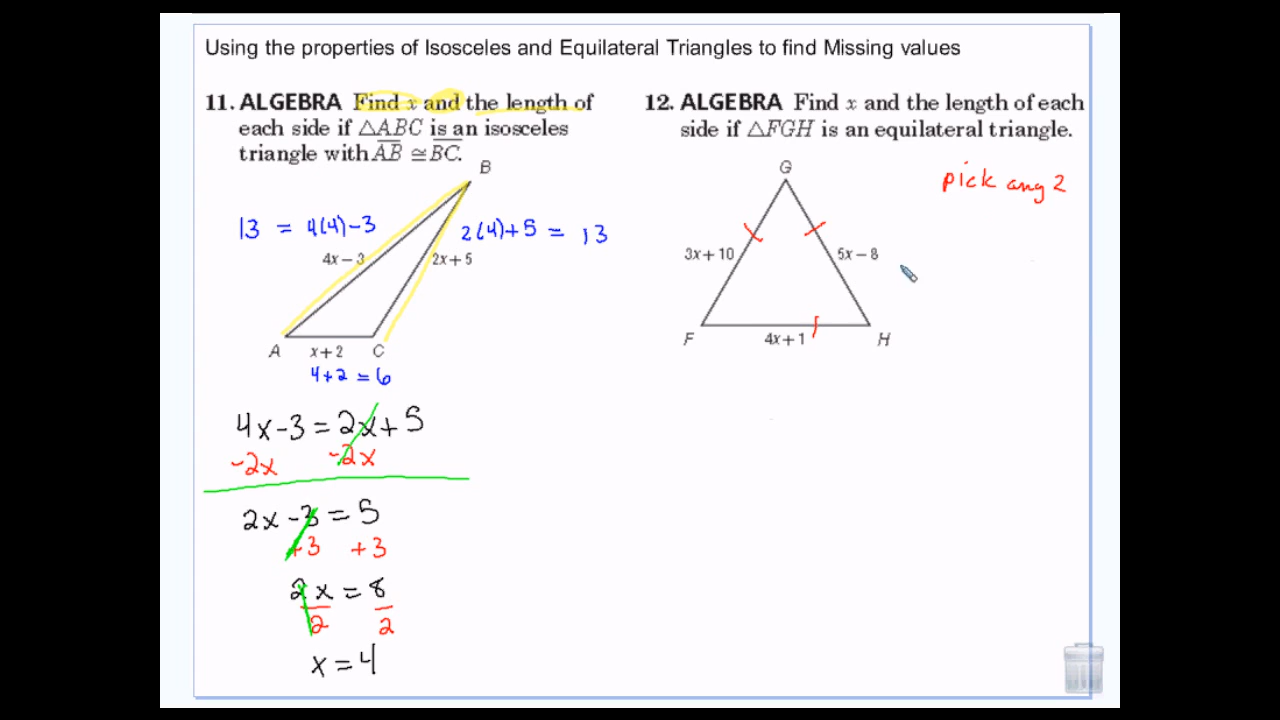 Using the properties of Isosceles and Equilateral Triangles to find Missing values
11. ALGEBRA Find x and the length of
each side if △ABC is an isosceles
triangle with AB ≅ BC.
B
13 = 4(4)-3
2(4)+5 = 13
4x – 3
2x + 5
A
x + 2
C
4+2 = 6
4x-3 = 2x+5
-2x -2x
2x-3 = 5
+3 +3
2x = 8
2 2
x = 4
12. ALGEBRA Find x and the length of each
side if △FGH is an equilateral triangle.
G
pick any 2
3x + 10
5x – 8
F
4x + 1
H